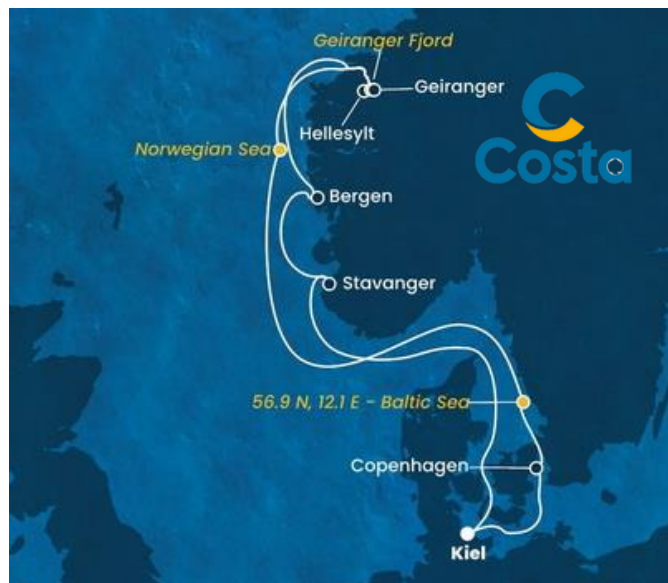 Geiranger Fjord
Geiranger
Hellesylt
Costa
Norwegian Sea
Bergen
Stavanger
56.9 N, 12.1 E - Baltic Sea
Copenhagen
Kiel